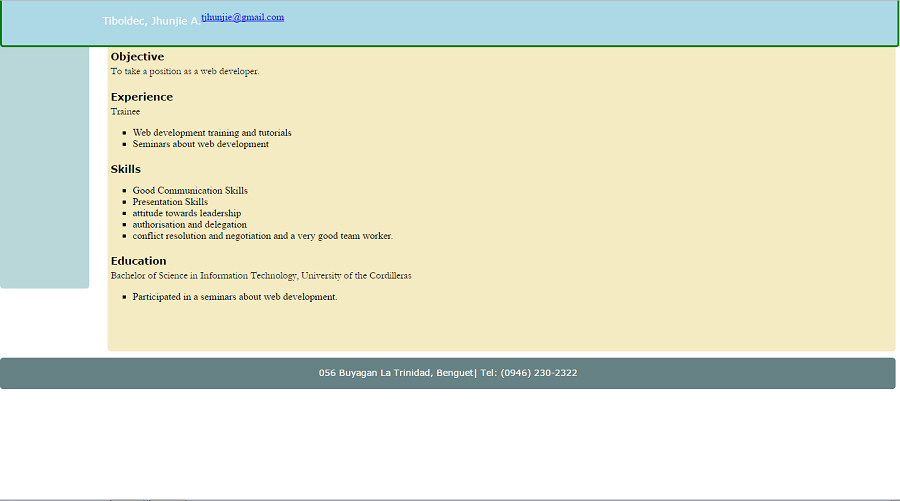 Tiboldec, Jhunjie A. tjhunjie@gmail.com
Objective
To take a position as a web developer.
Experience
Trainee
Web development training and tutorials
Seminars about web development
Skills
Good Communication Skills
Presentation Skills
attitude towards leadership
authorisation and delegation
conflict resolution and negotiation and a very good team worker.
Education
Bachelor of Science in Information Technology, University of the Cordilleras
Participated in a seminars about web development.
056 Buyagan La Trinidad, Benguet| Tel: (0946) 230-2322